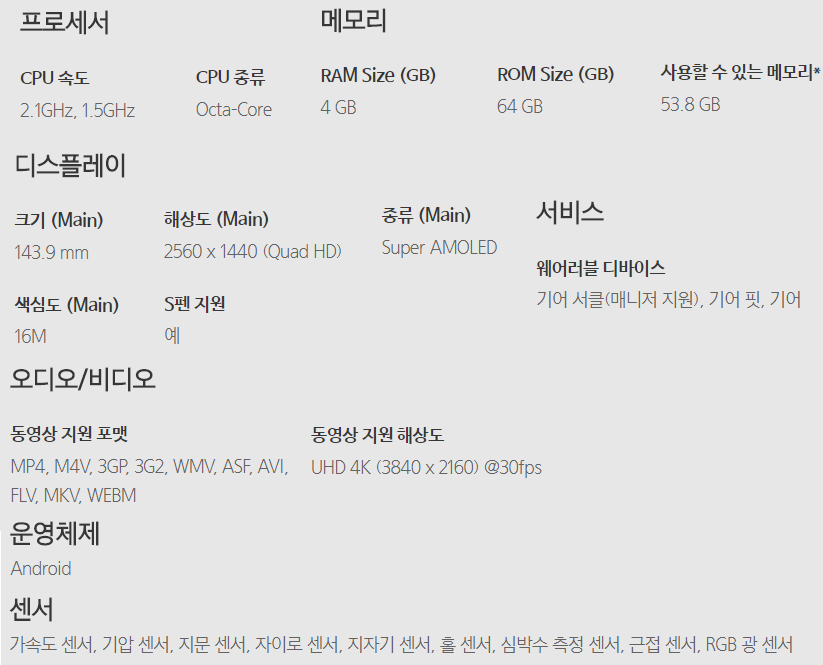 프로세서
CPU 속도
2.1GHz, 1.5GHz
CPU 종류
Octa-Core
메모리
RAM Size (GB)
4 GB
ROM Size (GB)
64 GB
사용할 수 있는 메모리*
53.8 GB
디스플레이
크기 (Main)
143.9 mm
해상도 (Main)
2560 x 1440 (Quad HD)
종류 (Main)
Super AMOLED
색심도 (Main)
16M
S펜 지원
예
서비스
웨어러블 디바이스
기어 서클(매니저 지원), 기어 핏, 기어
오디오/비디오
동영상 지원 포맷
MP4, M4V, 3GP, 3G2, WMV, ASF, AVI,
FLV, MKV, WEBM
동영상 지원 해상도
UHD 4K (3840 x 2160) @30fps
운영체제
Android
센서
가속도 센서, 기압 센서, 지문 센서, 자이로 센서, 지자기 센서, 홀 센서, 심박수 측정 센서, 근접 센서, RGB 광 센서